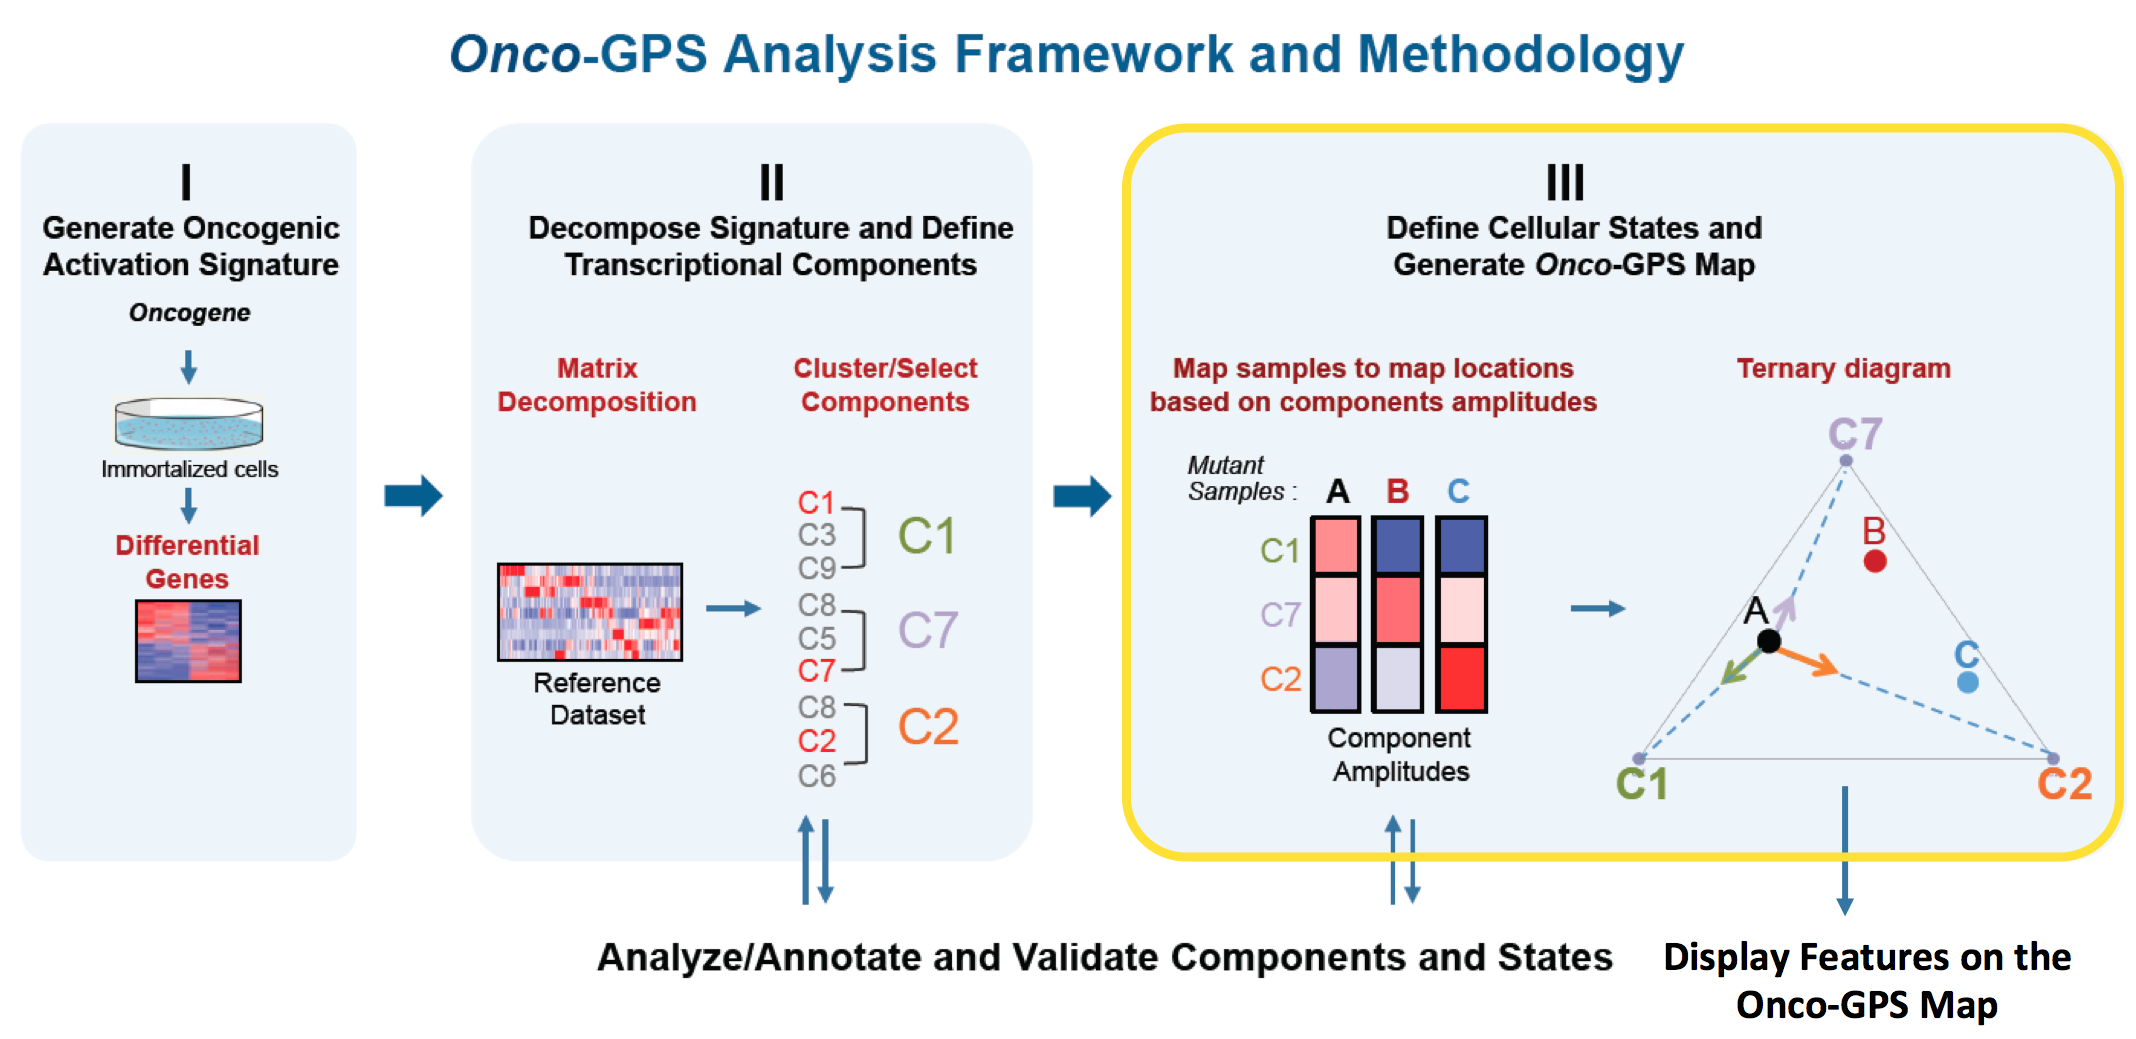 Onco-GPS Analysis Framework and Methodology
I
Generate Oncogenic
Activation Signature
Oncogene
Immortalized cells
Differential
Genes
II
Decompose Signature and Define
Transcriptional Components
Matrix
Decomposition
Reference
Dataset
Cluster/Select
Components
C1
C3
C9
C1
C8
C5
C7
C7
C8
C2
C6
C2
III
Define Cellular States and
Generate Onco-GPS Map
Map samples to map locations
based on components amplitudes
Mutant
Samples :
A B C
C1
C7
C2
Component
Amplitudes
Ternary diagram
C7
B
A
C
C1
C2
Analyze/Annotate and Validate Components and States
Display Features on the
Onco-GPS Map